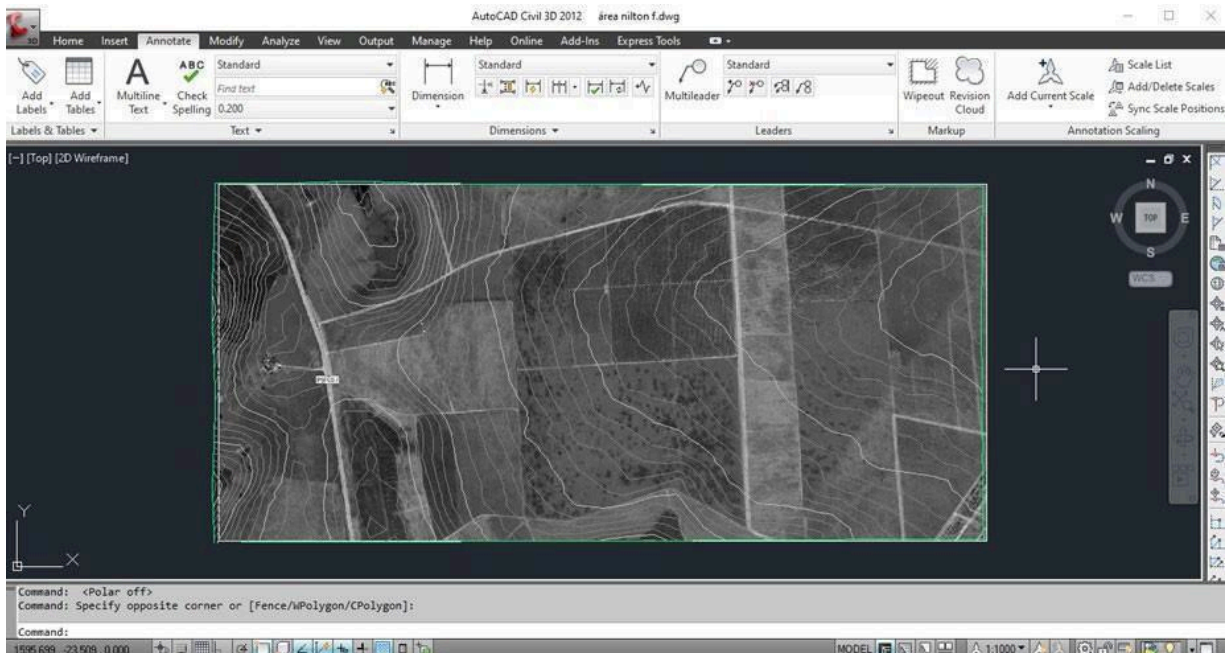 AutoCAD Civil 3D 2012 área nilton f.dwg
3D Home Insert Annotate Modify Analyze View Output Manage Help Online Add-Ins Express Tools
Add Labels
Add Tables
Labels & Tables
A
Multiline Text
ABC
Check Spelling
Standard
Find text
0.200
Text
Dimension
Standard
Dimensions
Multileader
Standard
Leaders
Wipeout
Revision Cloud
Markup
Add Current Scale
Scale List
Add/Delete Scales
Sync Scale Positions
Annotation Scaling
[−] [Top] [2D Wireframe]
N
W TOP E
S
WCS
Y
X
Command: <Polar off>
Command: Specify opposite corner or [Fence/WPolygon/CPolygon]:
Command:
1595.699, -23.509, 0.000 MODEL 1:1000